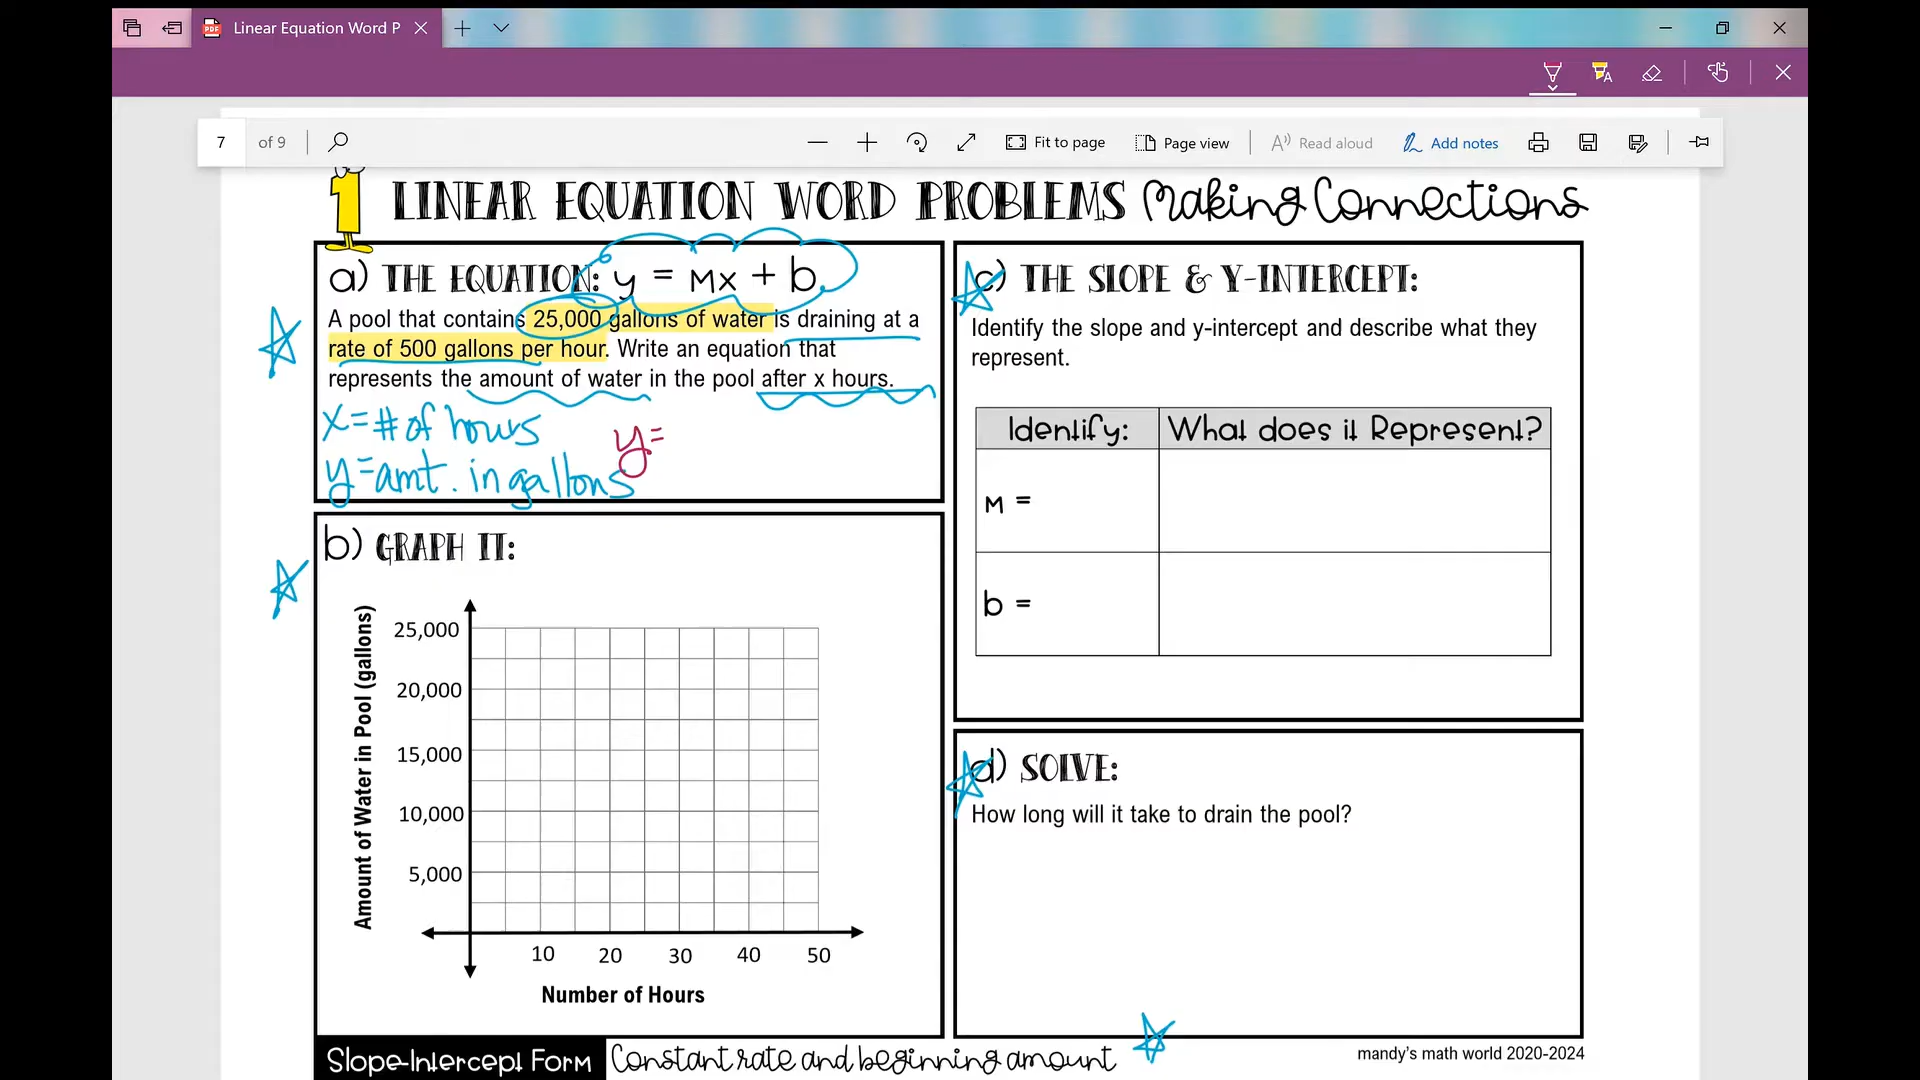 Linear Equation Word P
7 of 9 Fit to page Page view Read aloud Add notes
LINEAR EQUATION WORD PROBLEMS Making Connections
a) THE EQUATION: y = mx + b
A pool that contains 25,000 gallons of water is draining at a
rate of 500 gallons per hour. Write an equation that
represents the amount of water in the pool after x hours.
x = # of hours
y = amt. in gallons
y =
b) GRAPH IT:
Amount of Water in Pool (gallons)
25,000
20,000
15,000
10,000
5,000
10 20 30 40 50
Number of Hours
c) THE SLOPE & Y-INTERCEPT:
Identify the slope and y-intercept and describe what they
represent.
Identify: What does it Represent?
m =
b =
d) SOLVE:
How long will it take to drain the pool?
Slope-Intercept Form Constant rate and beginning amount
mandy's math world 2020-2024